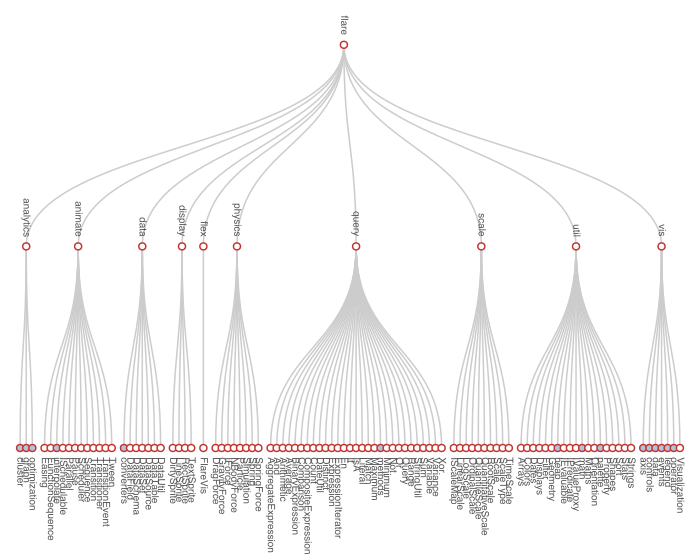 flare
analytics
animate
data
display
flex
physics
query
scale
util
vis
cluster
graph
optimization
Easing
FunctionSequence
interpolate
ISchedulable
Parallel
Pause
Scheduler
Sequence
Transition
Transitioner
TransitionEvent
Tween
converters
DataField
DataSchema
DataSet
DataSource
DataTable
DataUtil
DirtySprite
LineSprite
RectSprite
TextSprite
FlareVis
DragForce
GravityForce
IForce
NBodyForce
Particle
Simulation
Spring
SpringForce
AggregateExpression
And
Arithmetic
Average
BinaryExpression
Comparison
CompositeExpression
Count
DateUtil
Distinct
Expression
ExpressionIterator
Fn
If
IsA
Literal
Match
Maximum
methods
Minimum
Not
Or
Query
Range
StringUtil
Sum
Variable
Variance
Xor
IScaleMap
LinearScale
LogScale
OrdinalScale
QuantileScale
QuantitativeScale
RootScale
Scale
ScaleType
TimeScale
Arrays
Colors
Dates
Displays
Filter
Geometry
heap
IEvaluable
IPredicate
IValueProxy
math
Maths
Orientation
Palette
Property
Shapes
Sort
Stats
Strings
axis
controls
data
events
legend
operator
Visualization